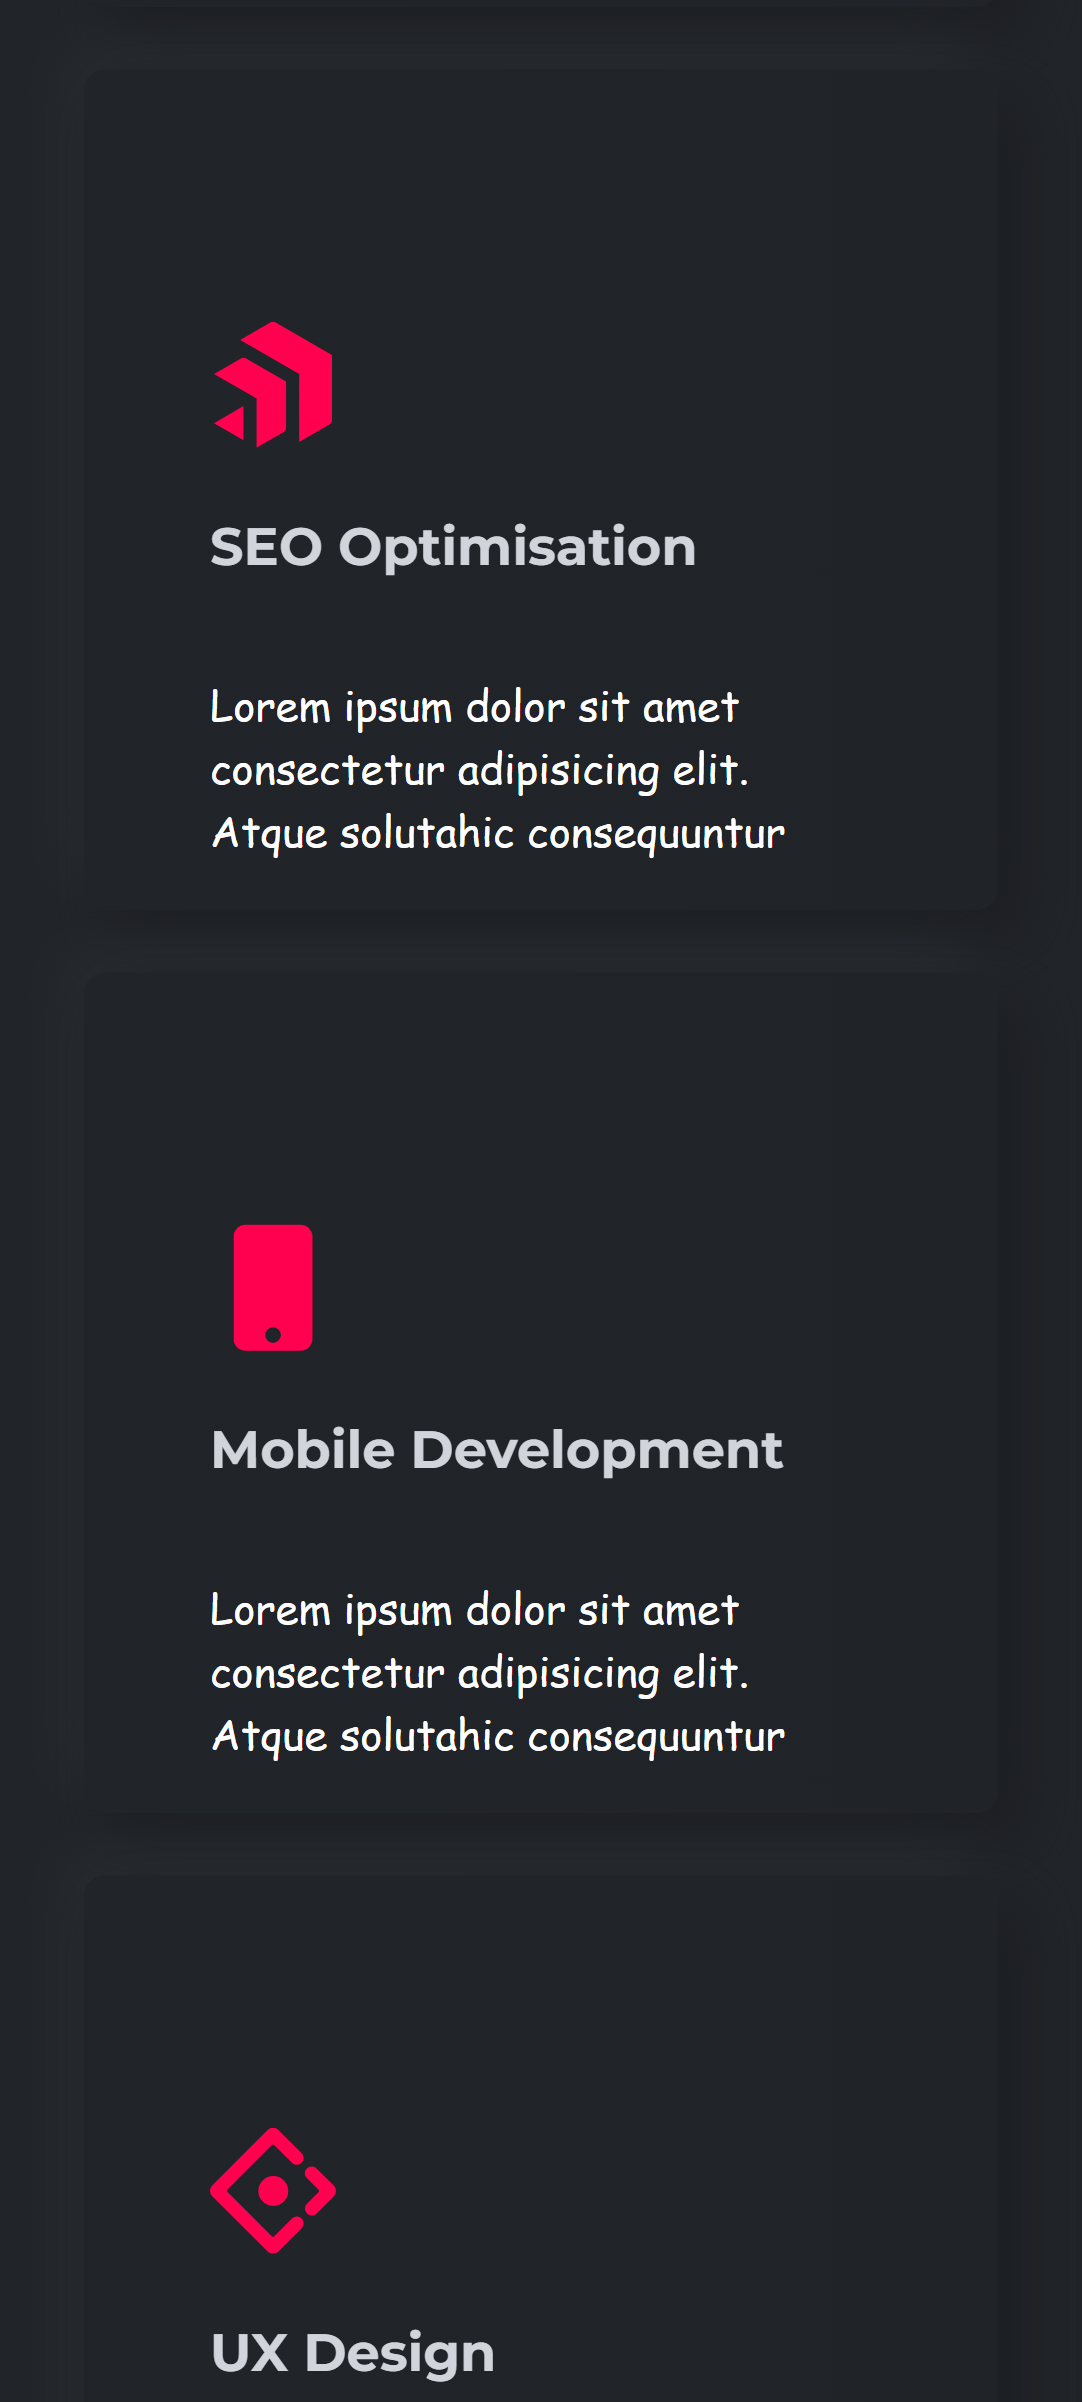 SEO Optimisation
Lorem ipsum dolor sit amet
consectetur adipisicing elit.
Atque solutahic consequuntur
Mobile Development
Lorem ipsum dolor sit amet
consectetur adipisicing elit.
Atque solutahic consequuntur
UX Design